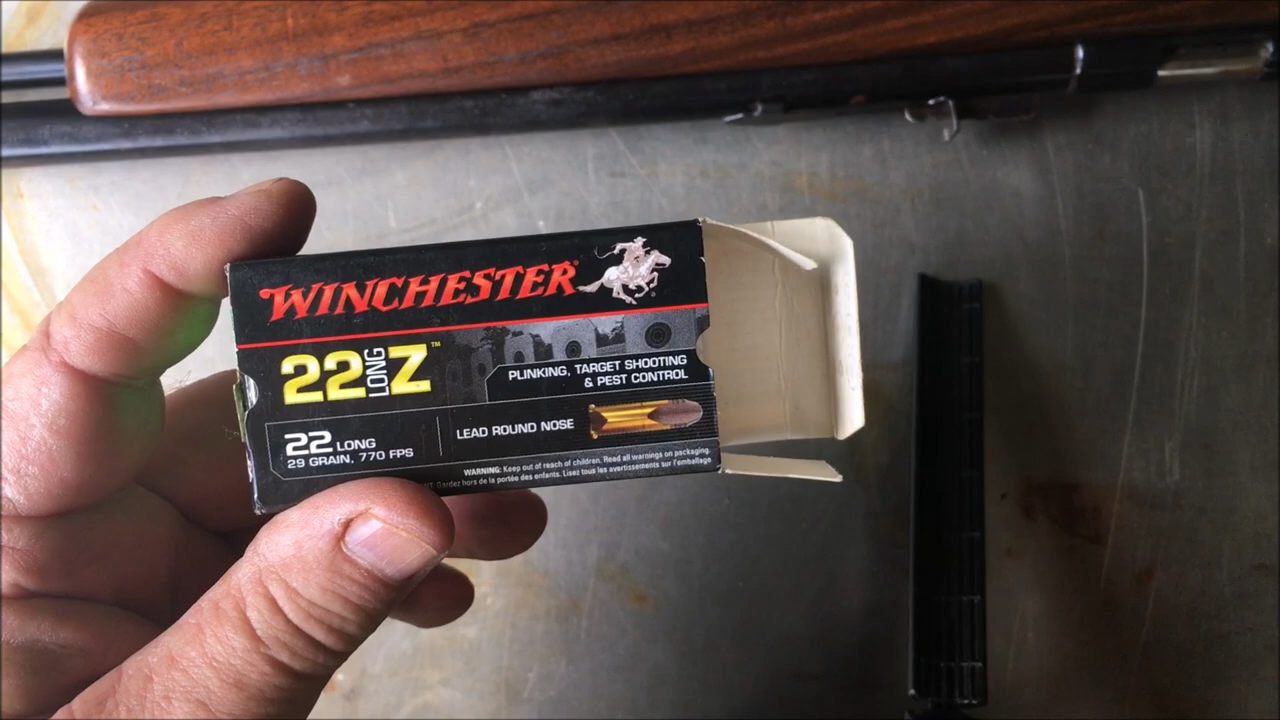 WINCHESTER®
22 LONG Z™
PLINKING, TARGET SHOOTING
& PEST CONTROL
22 LONG
29 GRAIN, 770 FPS
LEAD ROUND NOSE
WARNING: Keep out of reach of children. Read all warnings on packaging.
Gardez hors de la portée des enfants. Lisez tous les avertissements sur l'emballage